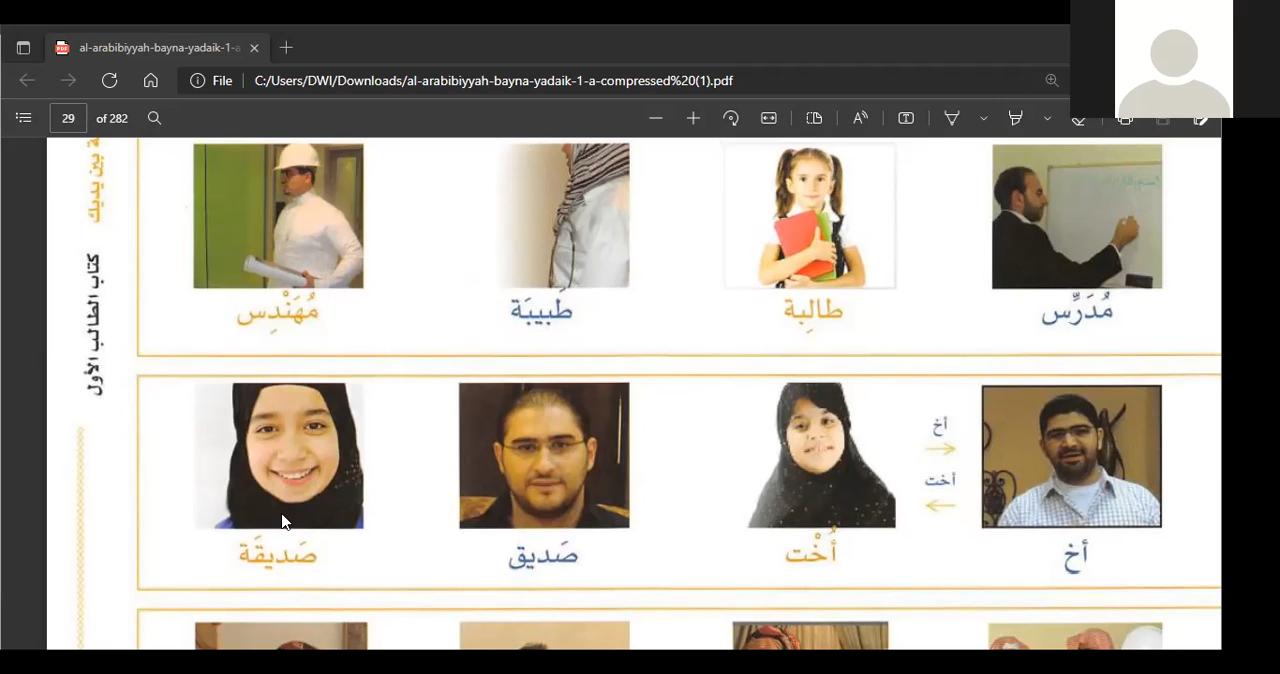 al-arabibiyyah-bayna-yadaik-1-a
File
C:/Users/DWI/Downloads/al-arabibiyyah-bayna-yadaik-1-a-compressed%20(1).pdf
29 of 282
بين يديك
كتاب الطالب الأول
مُدَرِّس
طالِبة
طَبيبَة
مُهَنْدِس
أخ
أخت
أخ
أُخْت
صَديق
صَديقَة